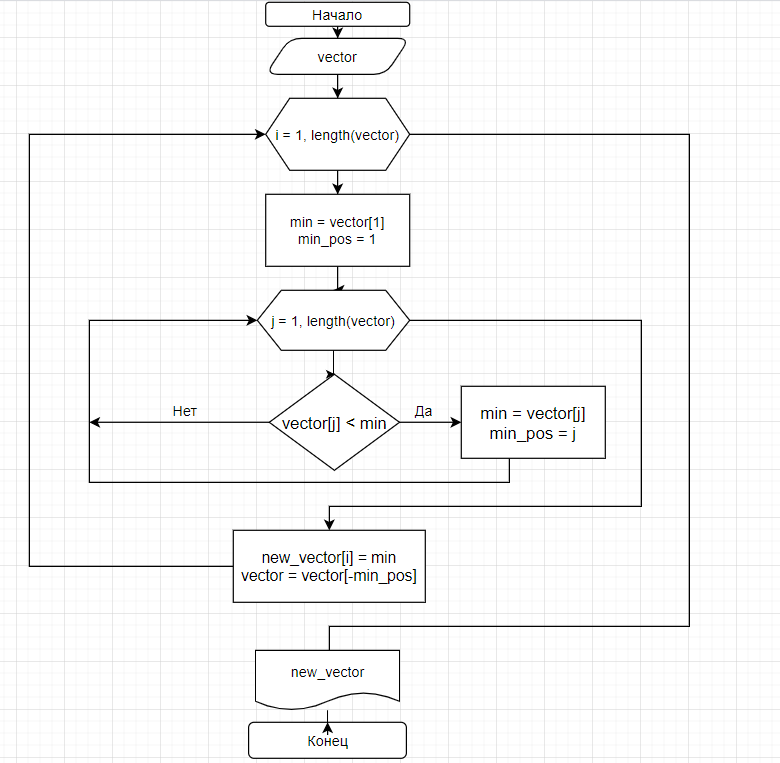 Начало
vector
i = 1, length(vector)
min = vector[1]
min_pos = 1
j = 1, length(vector)
vector[j] < min
Нет
Да
min = vector[j]
min_pos = j
new_vector[i] = min
vector = vector[-min_pos]
new_vector
Конец